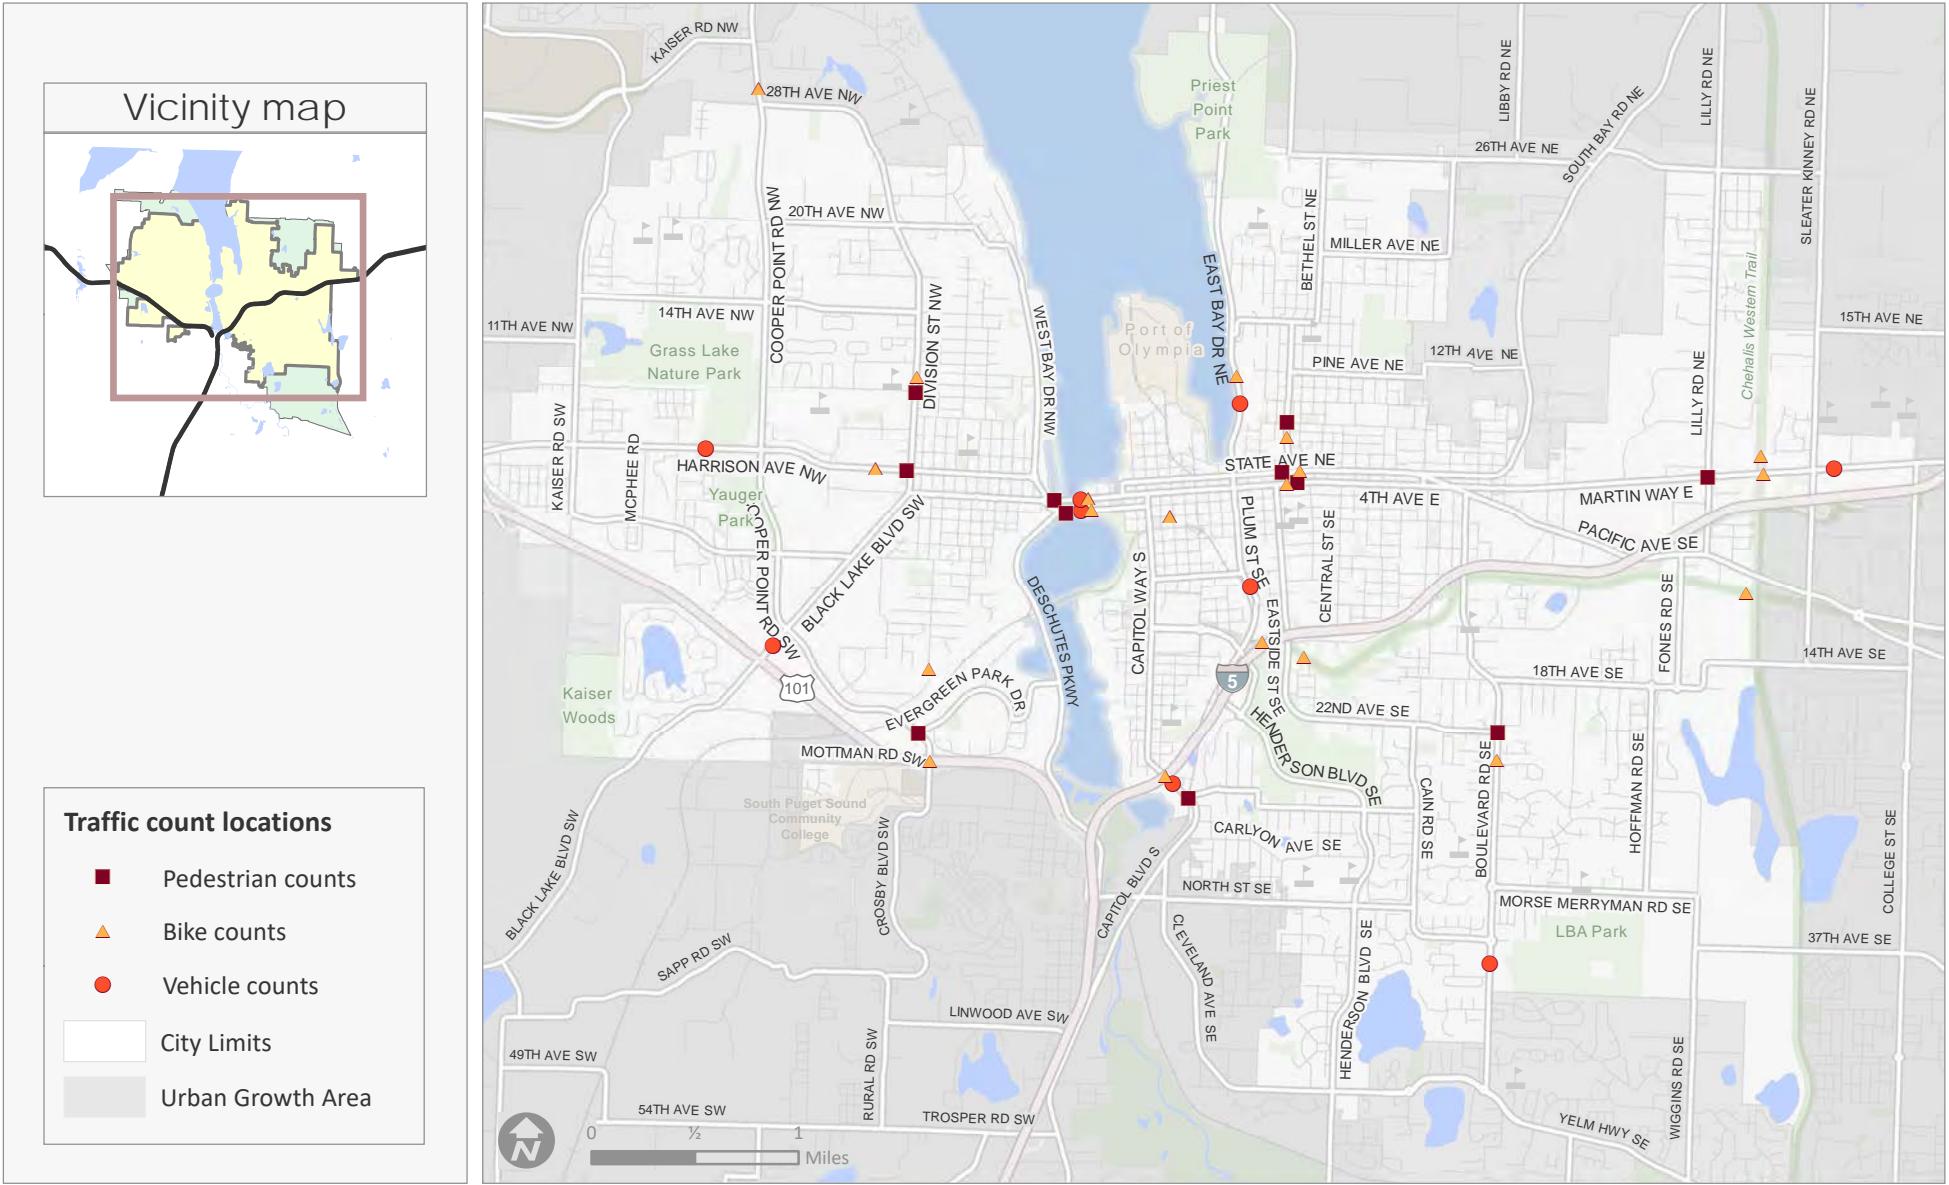 Vicinity map
Traffic count locations
Pedestrian counts
Bike counts
Vehicle counts
City Limits
Urban Growth Area
KAISER RD NW
28TH AVE NW
Priest
Point
Park
LIBBY RD NE
LILLY RD NE
SOUTH BAY RD NE
SLEATER KINNEY RD NE
26TH AVE NE
COOPER POINT RD NW
20TH AVE NW
BETHEL ST NE
MILLER AVE NE
EAST BAY DR NE
Chehalis Western Trail
11TH AVE NW
14TH AVE NW
DIVISION ST NW
WEST BAY DR NW
Port of
Olympia
15TH AVE NE
Grass Lake
Nature Park
PINE AVE NE
12TH AVE NE
LILLY RD NE
KAISER RD SW
MCPHEE RD
HARRISON AVE NW
STATE AVE NE
4TH AVE E
MARTIN WAY E
Yauger
Park
COOPER POINT RD SW
BLACK LAKE BLVD SW
PLUM ST SE
CENTRAL ST SE
PACIFIC AVE SE
DESCHUTES PKWY
CAPITOL WAY S
EASTSIDE ST SE
FONES RD SE
14TH AVE SE
18TH AVE SE
101
5
Kaiser
Woods
EVERGREEN PARK DR
22ND AVE SE
HENDERSON BLVD SE
MOTTMAN RD SW
South Puget Sound
Community
College
CAIN RD SE
BOULEVARD RD SE
HOFFMAN RD SE
BLACK LAKE BLVD SW
CROSBY BLVD SW
CARLYON AVE SE
CAPITOL BLVD S
NORTH ST SE
COLLEGE ST SE
MORSE MERRYMAN RD SE
LBA Park
37TH AVE SE
SAPP RD SW
CLEVELAND AVE SE
HENDERSON BLVD SE
LINWOOD AVE SW
49TH AVE SW
RURAL RD SW
WIGGINS RD SE
54TH AVE SW
TROSPER RD SW
YELM HWY SE
N
0 ½ 1
Miles